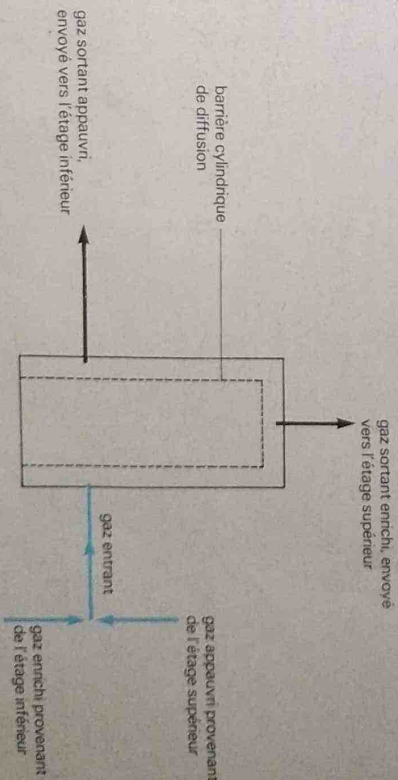 gaz sortant enrichi, envoyé
vers l'étage supérieur
barrière cylindrique
de diffusion
gaz sortant appauvri,
envoyé vers l'étage inférieur
gaz entrant
gaz appauvri provenant
de l'étage supérieur
gaz enrichi provenant
de l'étage inférieur